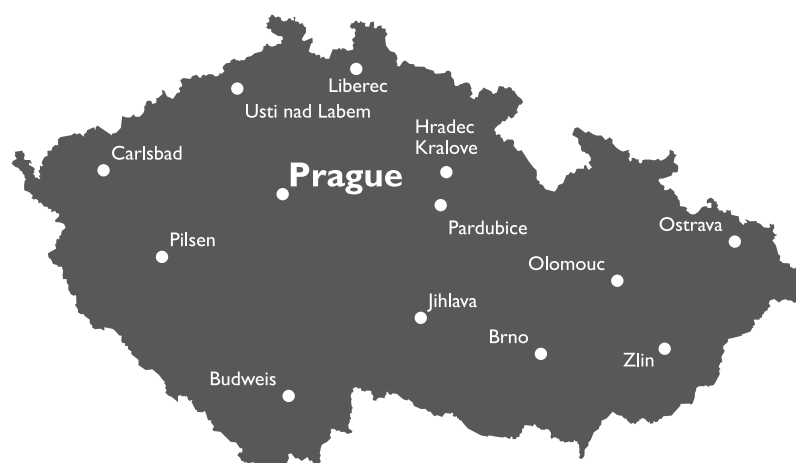 Liberec
Usti nad Labem
Hradec
Kralove
Carlsbad
Prague
Pardubice
Ostrava
Pilsen
Olomouc
Jihlava
Brno
Zlin
Budweis